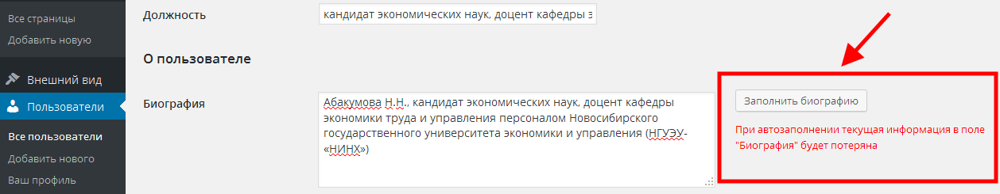 Все страницы
Добавить новую
Внешний вид
Пользователи
Все пользователи
Добавить нового
Ваш профиль
Должность
кандидат экономических наук, доцент кафедры э
О пользователе
Биография
Абакумова Н.Н., кандидат экономических наук, доцент кафедры
экономики труда и управления персоналом Новосибирского
государственного университета экономики и управления (НГУЭУ-
«НИНХ»)
Заполнить биографию
При автозаполнении текущая информация в поле
"Биография" будет потеряна